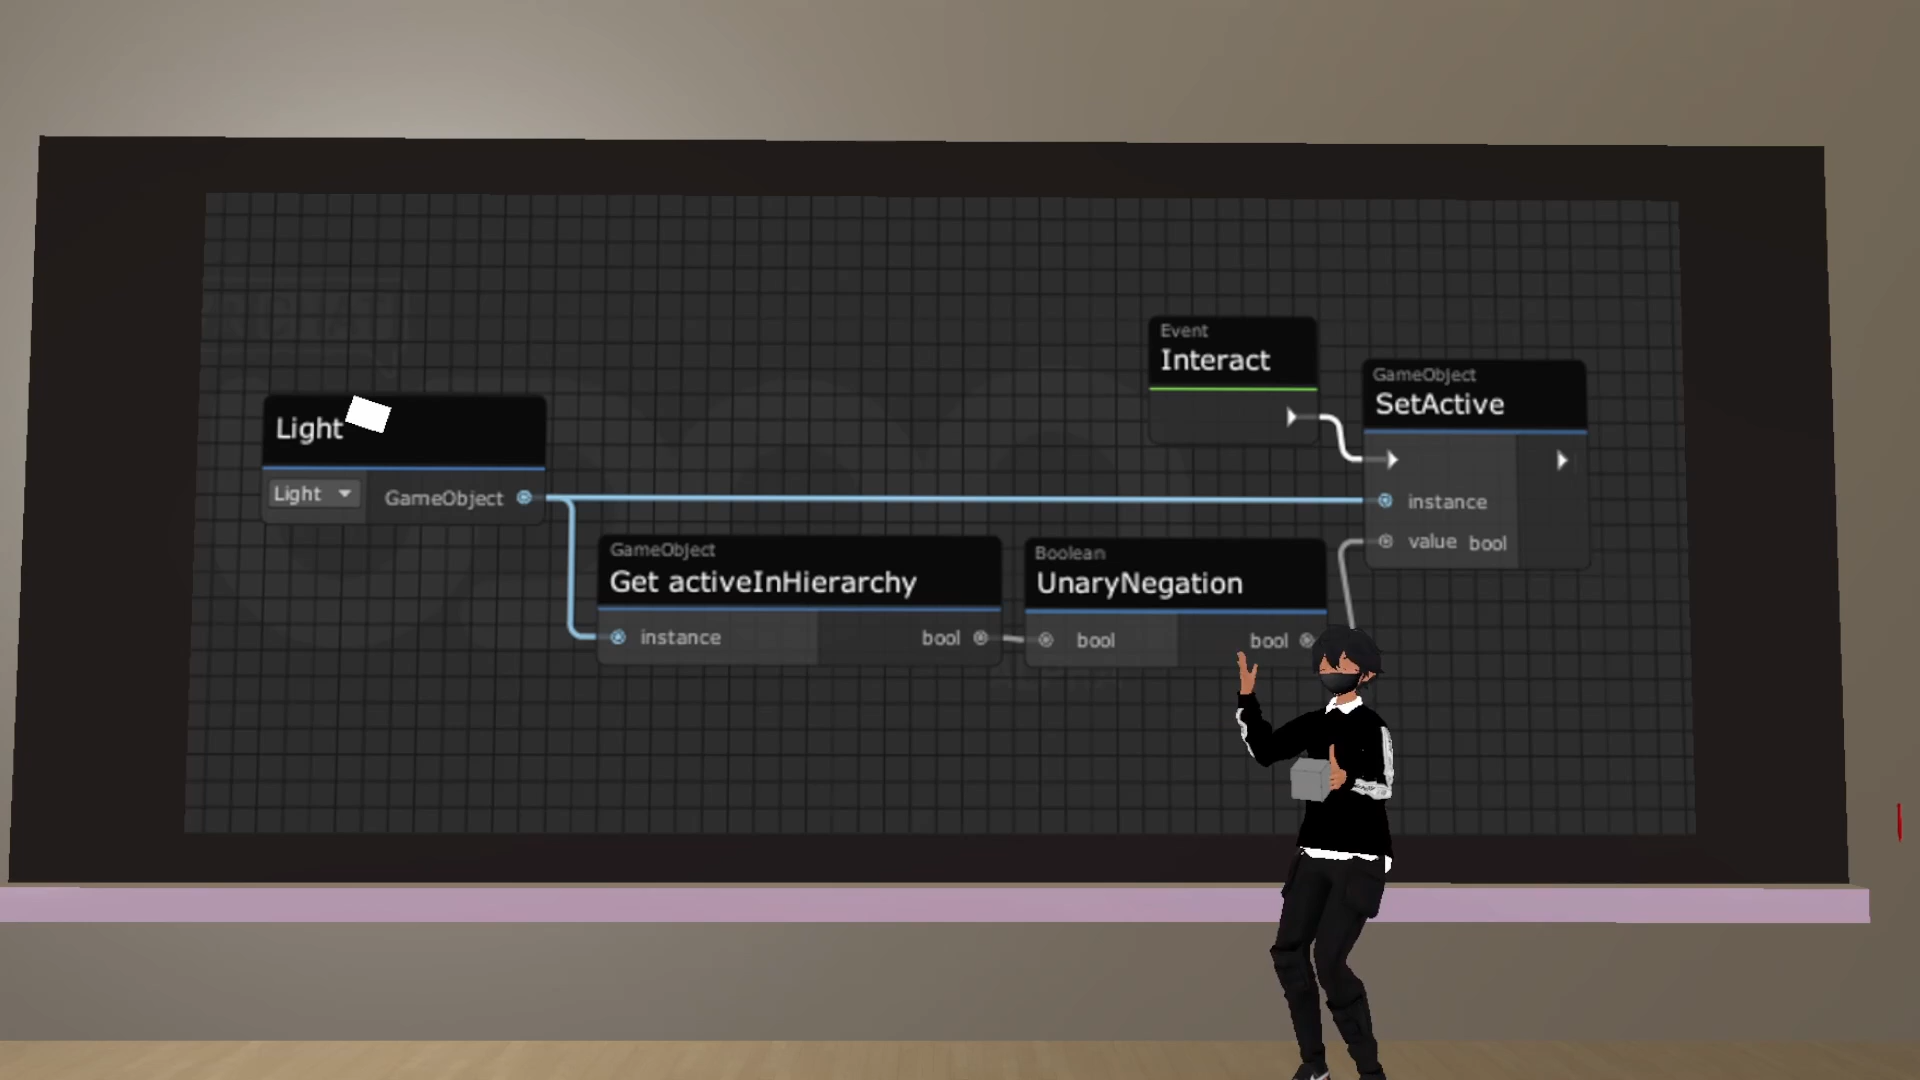 Light
Light
GameObject
GameObject
Get activeInHierarchy
instance
bool
Boolean
UnaryNegation
bool
bool
Event
Interact
GameObject
SetActive
instance
value bool